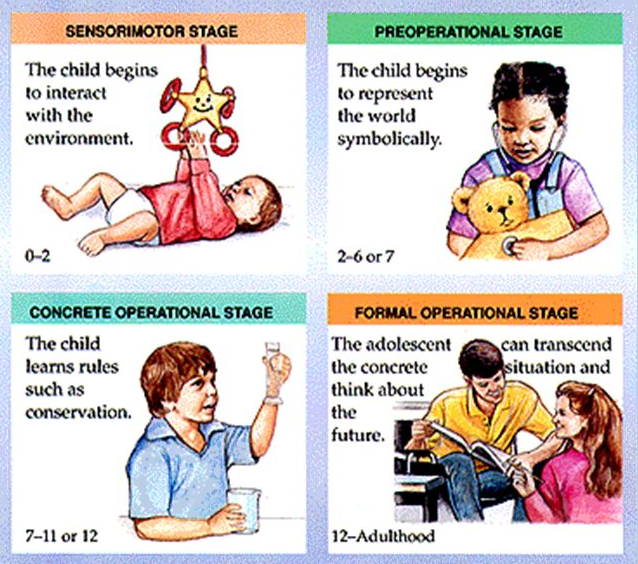 SENSORIMOTOR STAGE
The child begins
to interact
with the
environment.
0–2
PREOPERATIONAL STAGE
The child begins
to represent
the world
symbolically.
2–6 or 7
CONCRETE OPERATIONAL STAGE
The child
learns rules
such as
conservation.
7–11 or 12
FORMAL OPERATIONAL STAGE
The adolescent can transcend
the concrete situation and
think about
the
future.
12–Adulthood